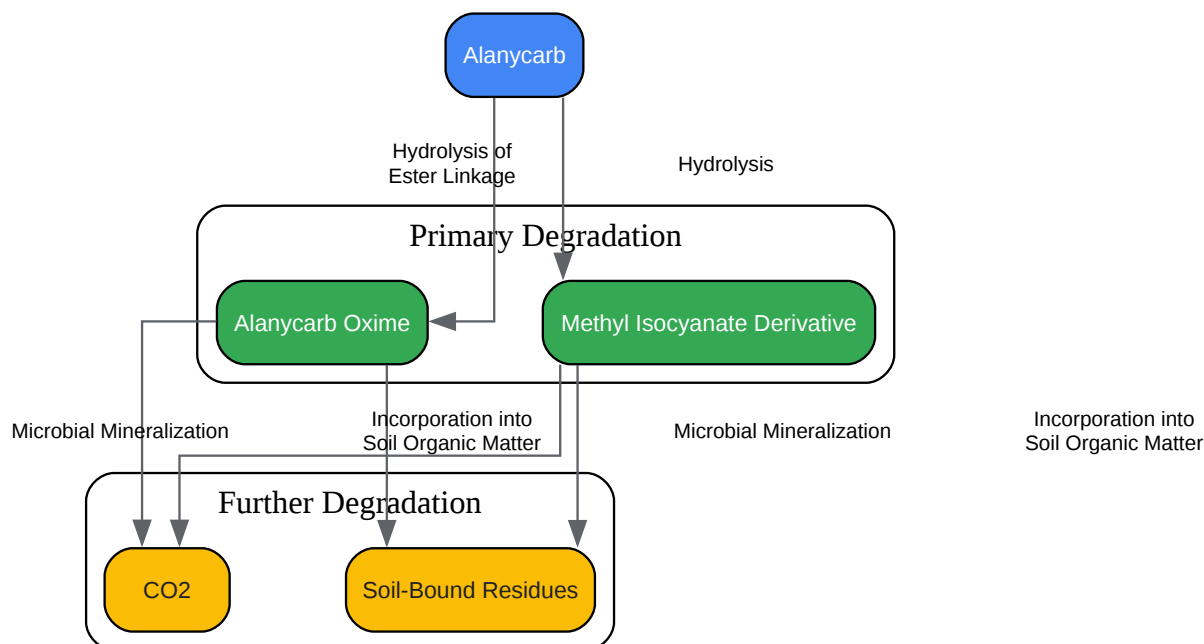 Alanycarb
Hydrolysis of
Ester Linkage
Hydrolysis
Primary Degradation
Alanycarb Oxime
Methyl Isocyanate Derivative
Microbial Mineralization
Incorporation into
Soil Organic Matter
Microbial Mineralization
Incorporation into
Soil Organic Matter
Further Degradation
CO2
Soil-Bound Residues